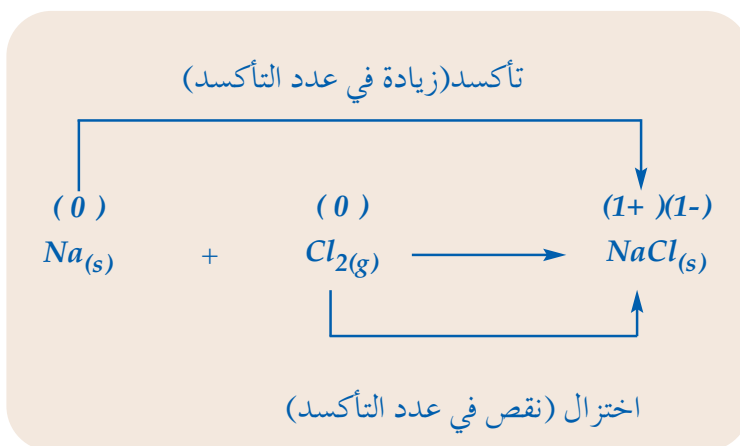 تأكسد(زيادة في عدد التأكسد)
( 0 ) ( 0 ) (1+ )(1-)
Na(s) + Cl2(g) NaCl(s)
اختزال (نقص في عدد التأكسد)